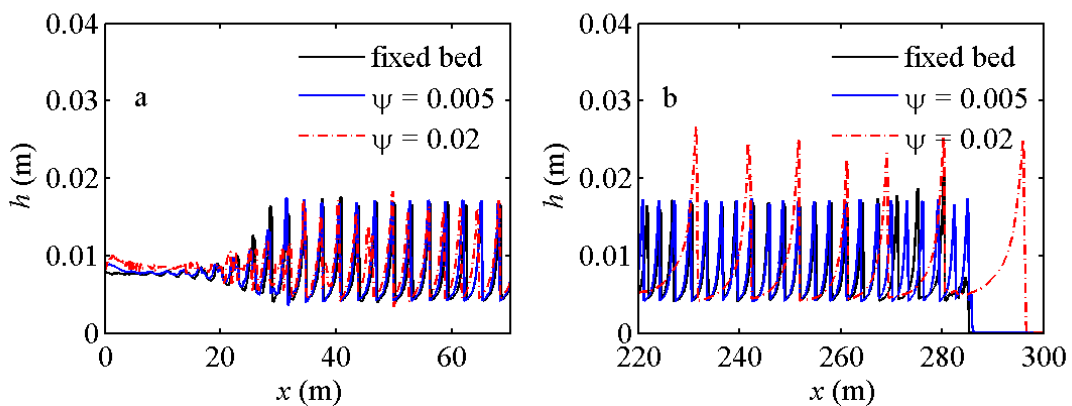 0.04
fixed bed
a
0.03
ψ = 0.005
ψ = 0.02
h (m)
0.02
0.01
0
0 20 40 60
x (m)
0.04
fixed bed
b
0.03
ψ = 0.005
ψ = 0.02
h (m)
0.02
0.01
0
220 240 260 280 300
x (m)